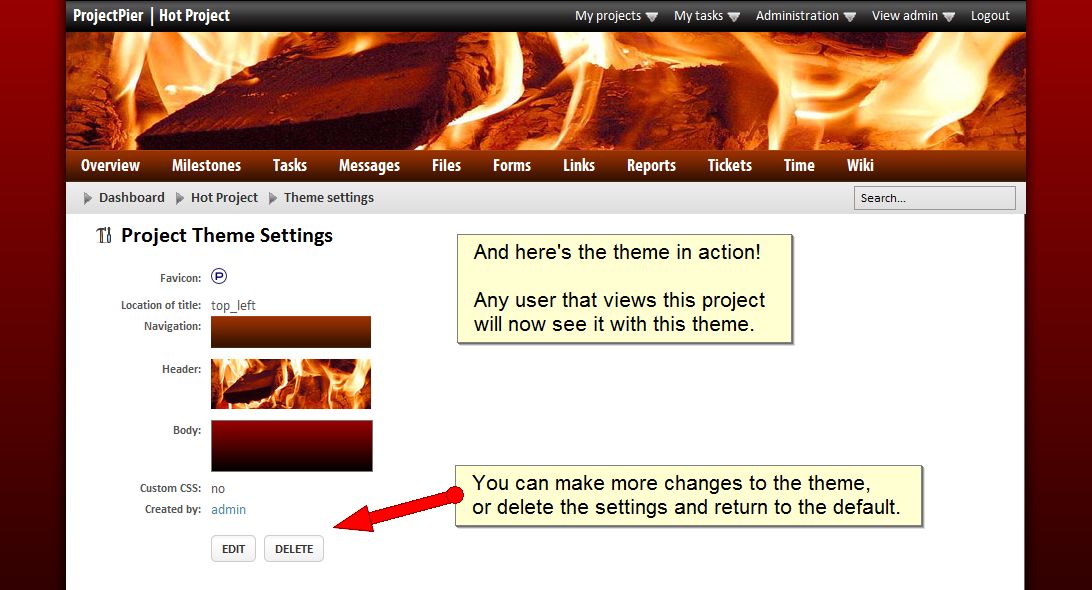 ProjectPier | Hot Project
My projects My tasks Administration View admin Logout
Overview Milestones Tasks Messages Files Forms Links Reports Tickets Time Wiki
Dashboard Hot Project Theme settings
Search...
Project Theme Settings
And here's the theme in action!
Any user that views this project
will now see it with this theme.
Favicon: P
Location of title: top_left
Navigation:
Header:
Body:
You can make more changes to the theme,
or delete the settings and return to the default.
Custom CSS: no
Created by: admin
EDIT DELETE